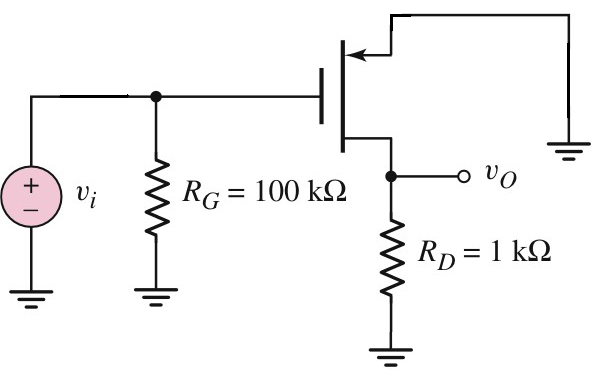 v_O
+
−
v_i
R_G = 100 kΩ
R_D = 1 kΩ